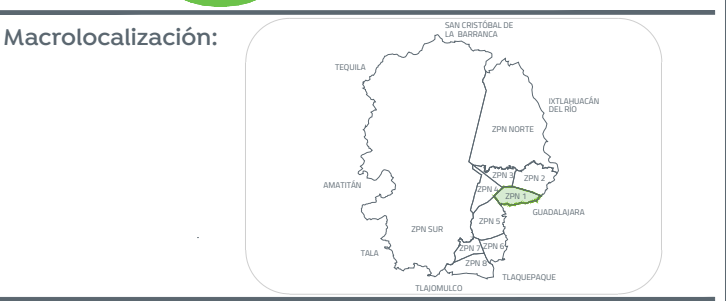 Macrolocalización:
SAN CRISTÓBAL DE
LA BARRANCA
TEQUILA
IXTLAHUACÁN
DEL RÍO
ZPN NORTE
ZPN 3
ZPN 2
AMATITÁN
ZPN 4
ZPN 1
GUADALAJARA
ZPN 5
ZPN SUR
ZPN 7
ZPN 6
TALA
ZPN 8
TLAQUEPAQUE
TLAJOMULCO